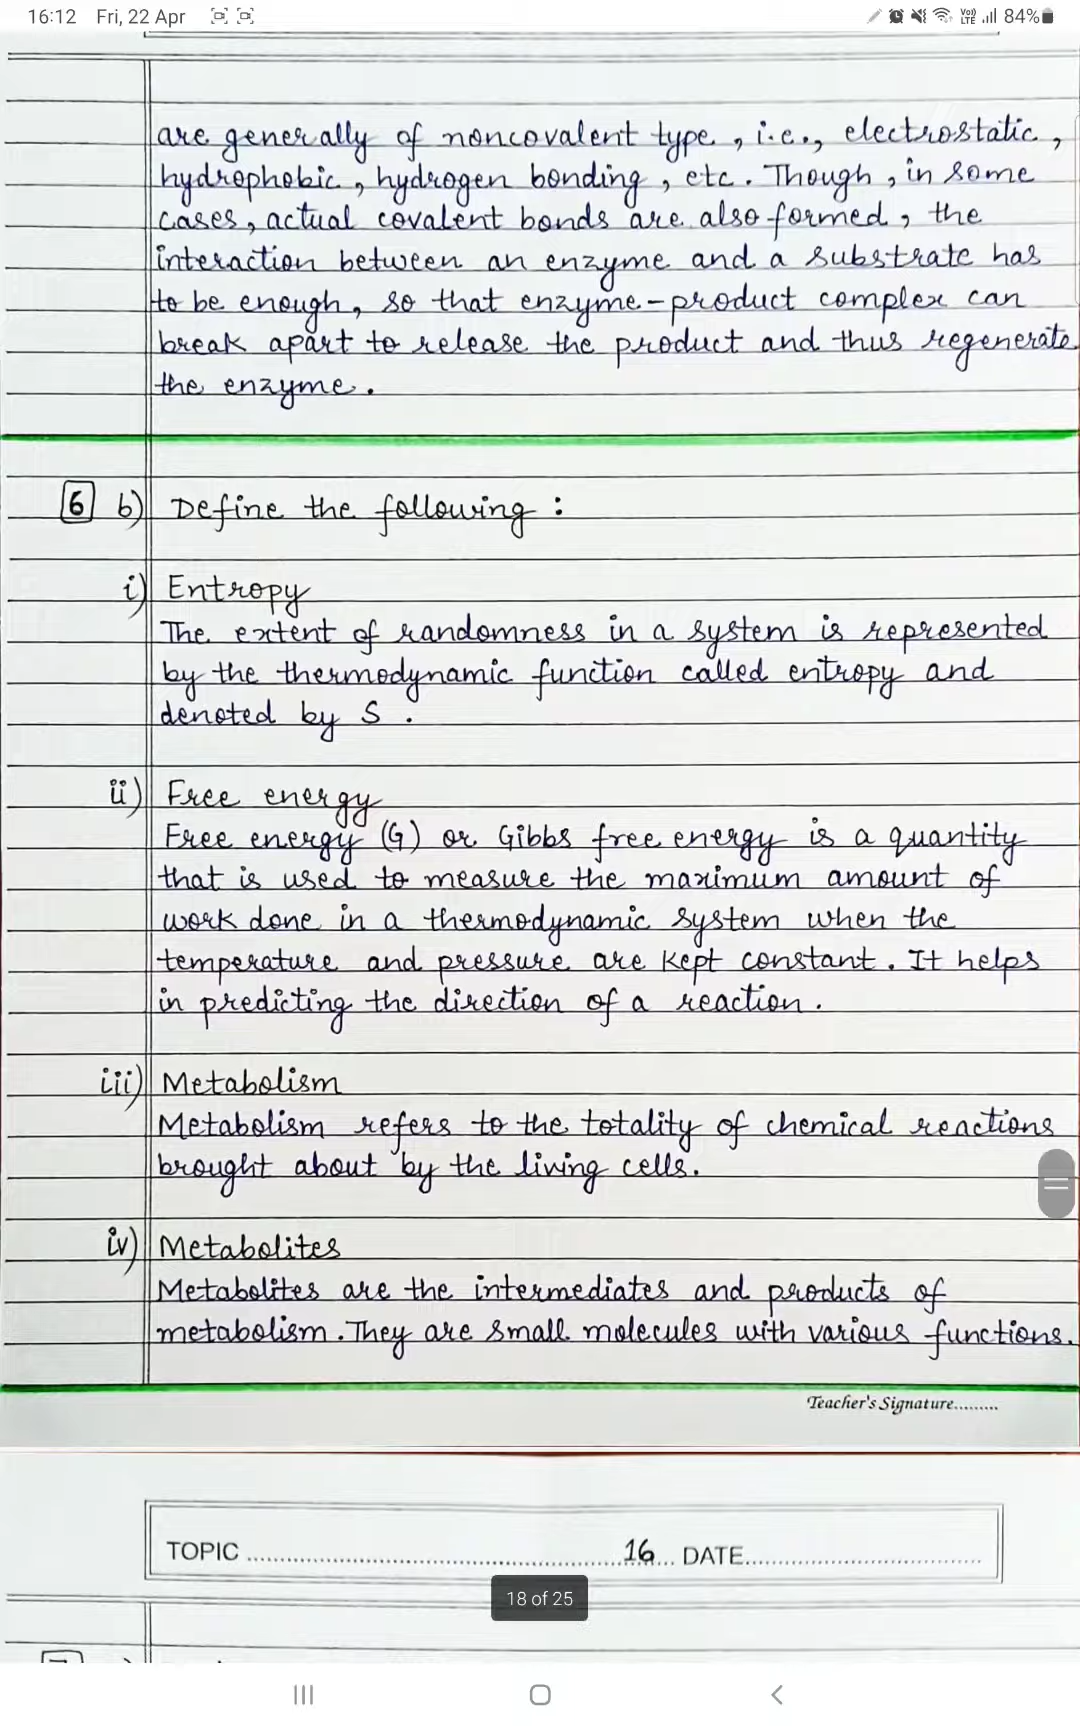 16:12 Fri, 22 Apr 84%
are generally of noncovalent type, i.e., electrostatic,
hydrophobic, hydrogen bonding, etc. Though, in some
cases, actual covalent bonds are also formed, the
interaction between an enzyme and a substrate has
to be enough, so that enzyme-product complex can
break apart to release the product and thus regenerate
the enzyme.
6 b) Define the following :
i) Entropy
The extent of randomness in a system is represented
by the thermodynamic function called entropy and
denoted by S.
ii) Free energy
Free energy (G) or Gibbs free energy is a quantity
that is used to measure the maximum amount of
work done in a thermodynamic system when the
temperature and pressure are kept constant. It helps
in predicting the direction of a reaction.
iii) Metabolism
Metabolism refers to the totality of chemical reactions
brought about by the living cells.
iv) Metabolites
Metabolites are the intermediates and products of
metabolism. They are small molecules with various functions.
Teacher's Signature.........
TOPIC ..... 16 ... DATE.....
18 of 25